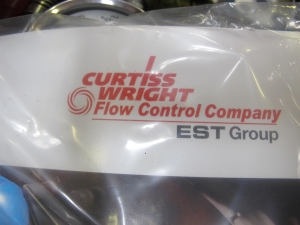 CURTISS
WRIGHT
Flow Control Company
EST Group